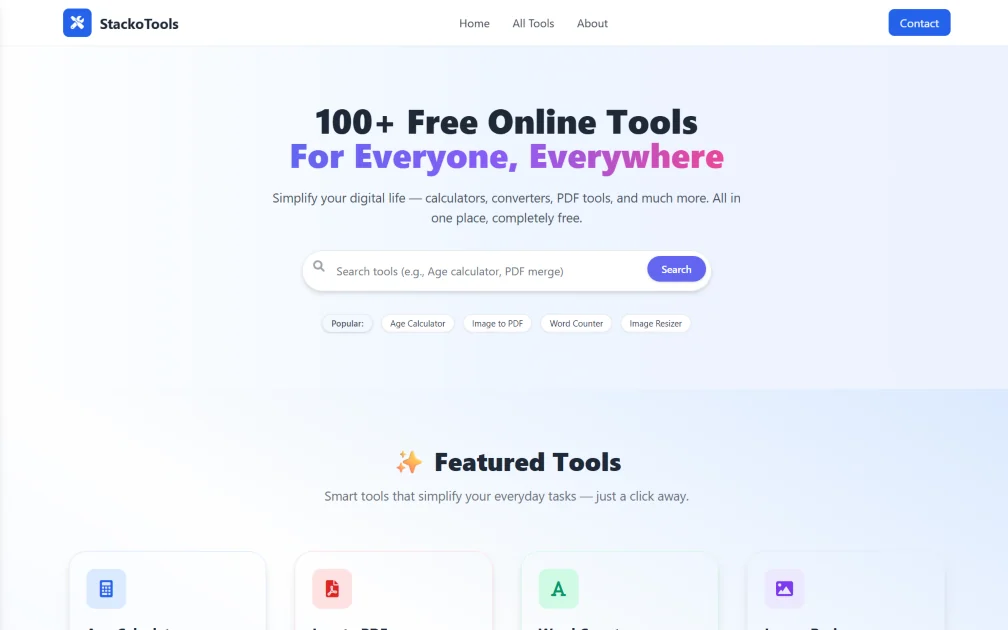 StackoTools
Home
All Tools
About
Contact
100+ Free Online Tools
For Everyone, Everywhere
Simplify your digital life — calculators, converters, PDF tools, and much more. All in
one place, completely free.
Search tools (e.g., Age calculator, PDF merge)
Search
Popular:
Age Calculator
Image to PDF
Word Counter
Image Resizer
✨ Featured Tools
Smart tools that simplify your everyday tasks — just a click away.